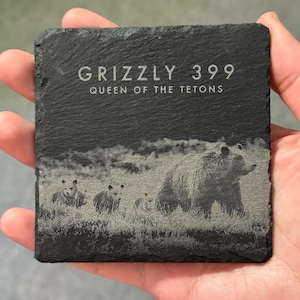 GRIZZLY 399
QUEEN OF THE TETONS